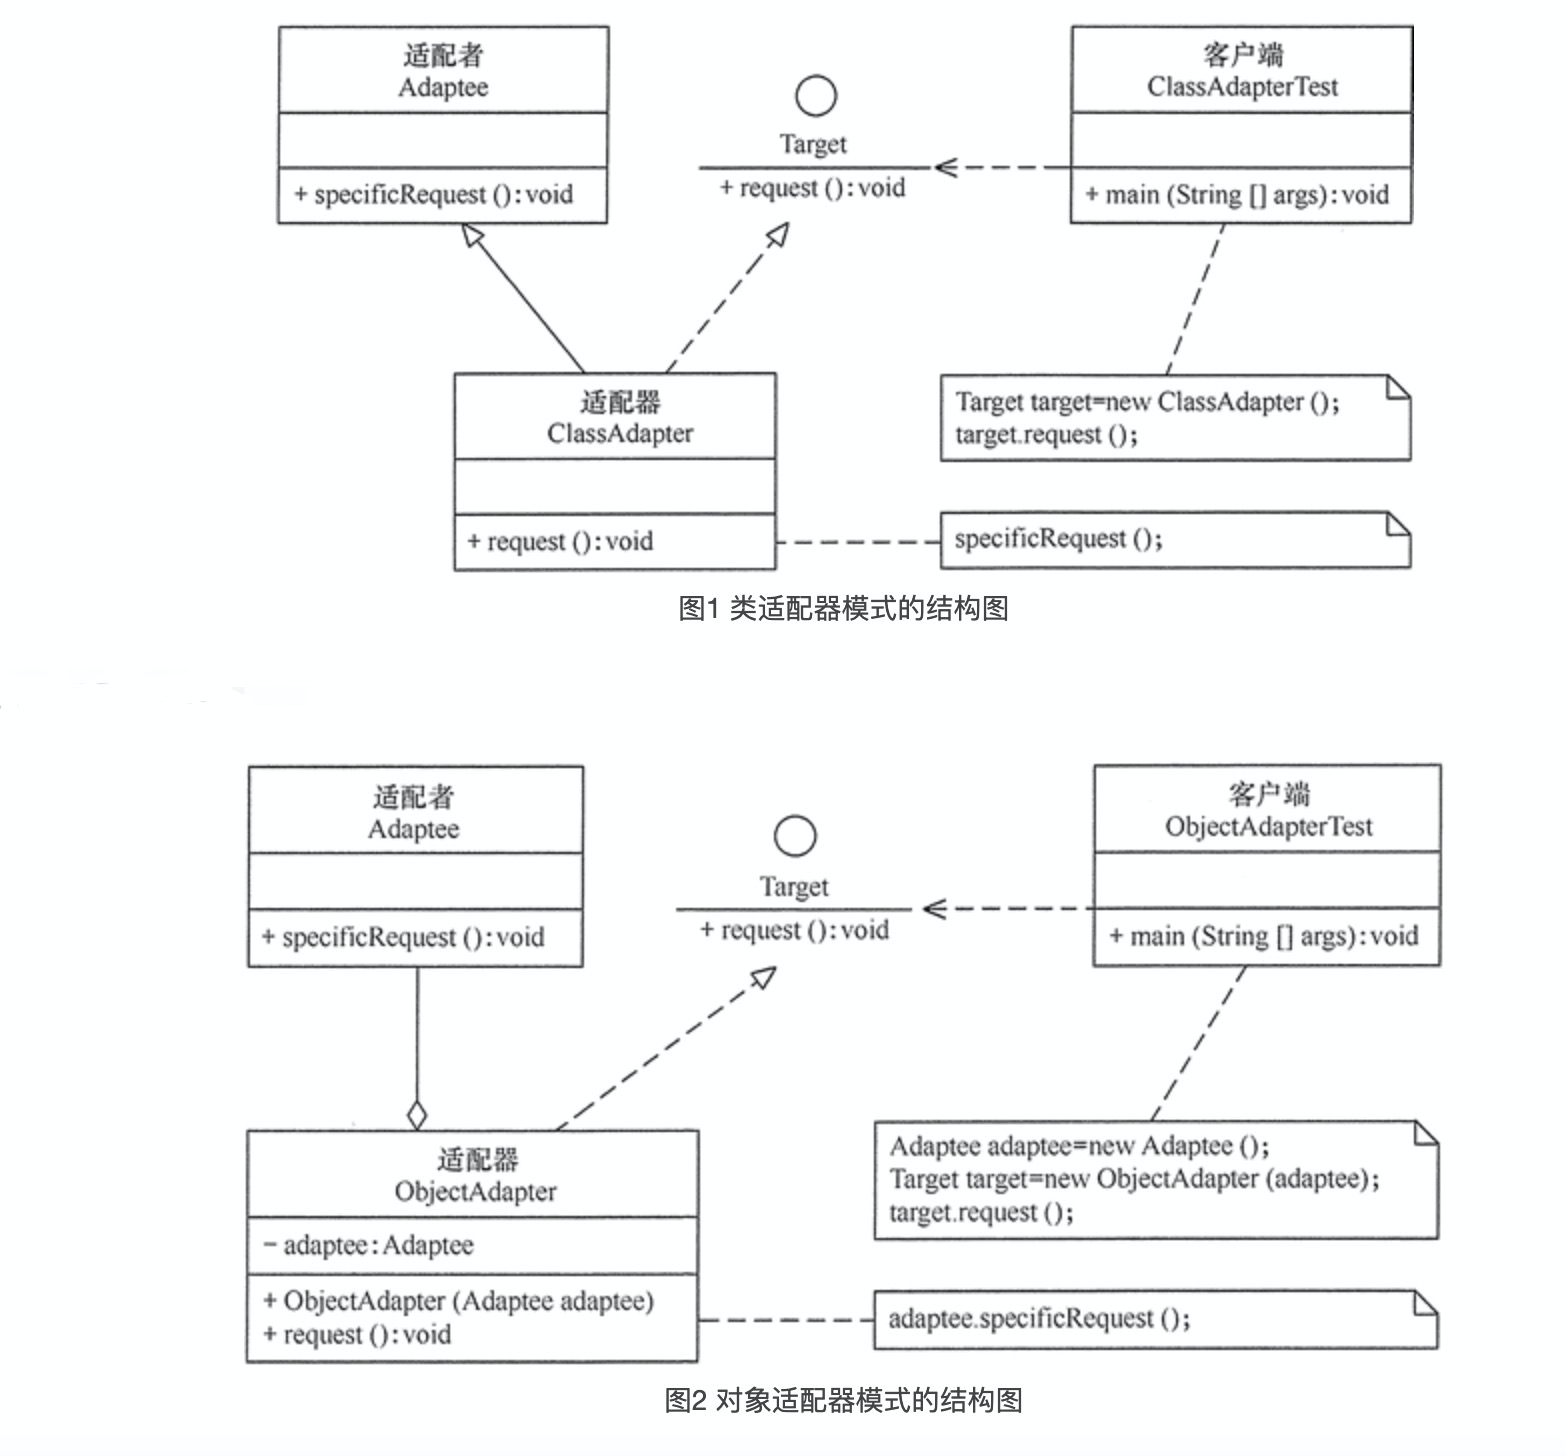 适配者
Adaptee
+ specificRequest ():void
Target
+ request ():void
客户端
ClassAdapterTest
+ main (String [] args):void
适配器
ClassAdapter
+ request ():void
Target target=new ClassAdapter ();
target.request ();
specificRequest ();
图1 类适配器模式的结构图
适配者
Adaptee
+ specificRequest ():void
Target
+ request ():void
客户端
ObjectAdapterTest
+ main (String [] args):void
适配器
ObjectAdapter
− adaptee:Adaptee
+ ObjectAdapter (Adaptee adaptee)
+ request ():void
Adaptee adaptee=new Adaptee ();
Target target=new ObjectAdapter (adaptee);
target.request ();
adaptee.specificRequest ();
图2 对象适配器模式的结构图